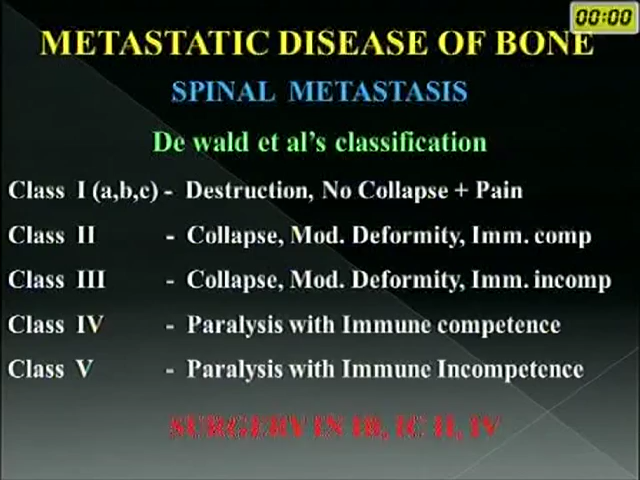 00:00
METASTATIC DISEASE OF BONE
SPINAL METASTASIS
De wald et al's classification
Class I (a,b,c) - Destruction, No Collapse + Pain
Class II - Collapse, Mod. Deformity, Imm. comp
Class III - Collapse, Mod. Deformity, Imm. incomp
Class IV - Paralysis with Immune competence
Class V - Paralysis with Immune Incompetence
SURGERY IN IB, IC II, IV